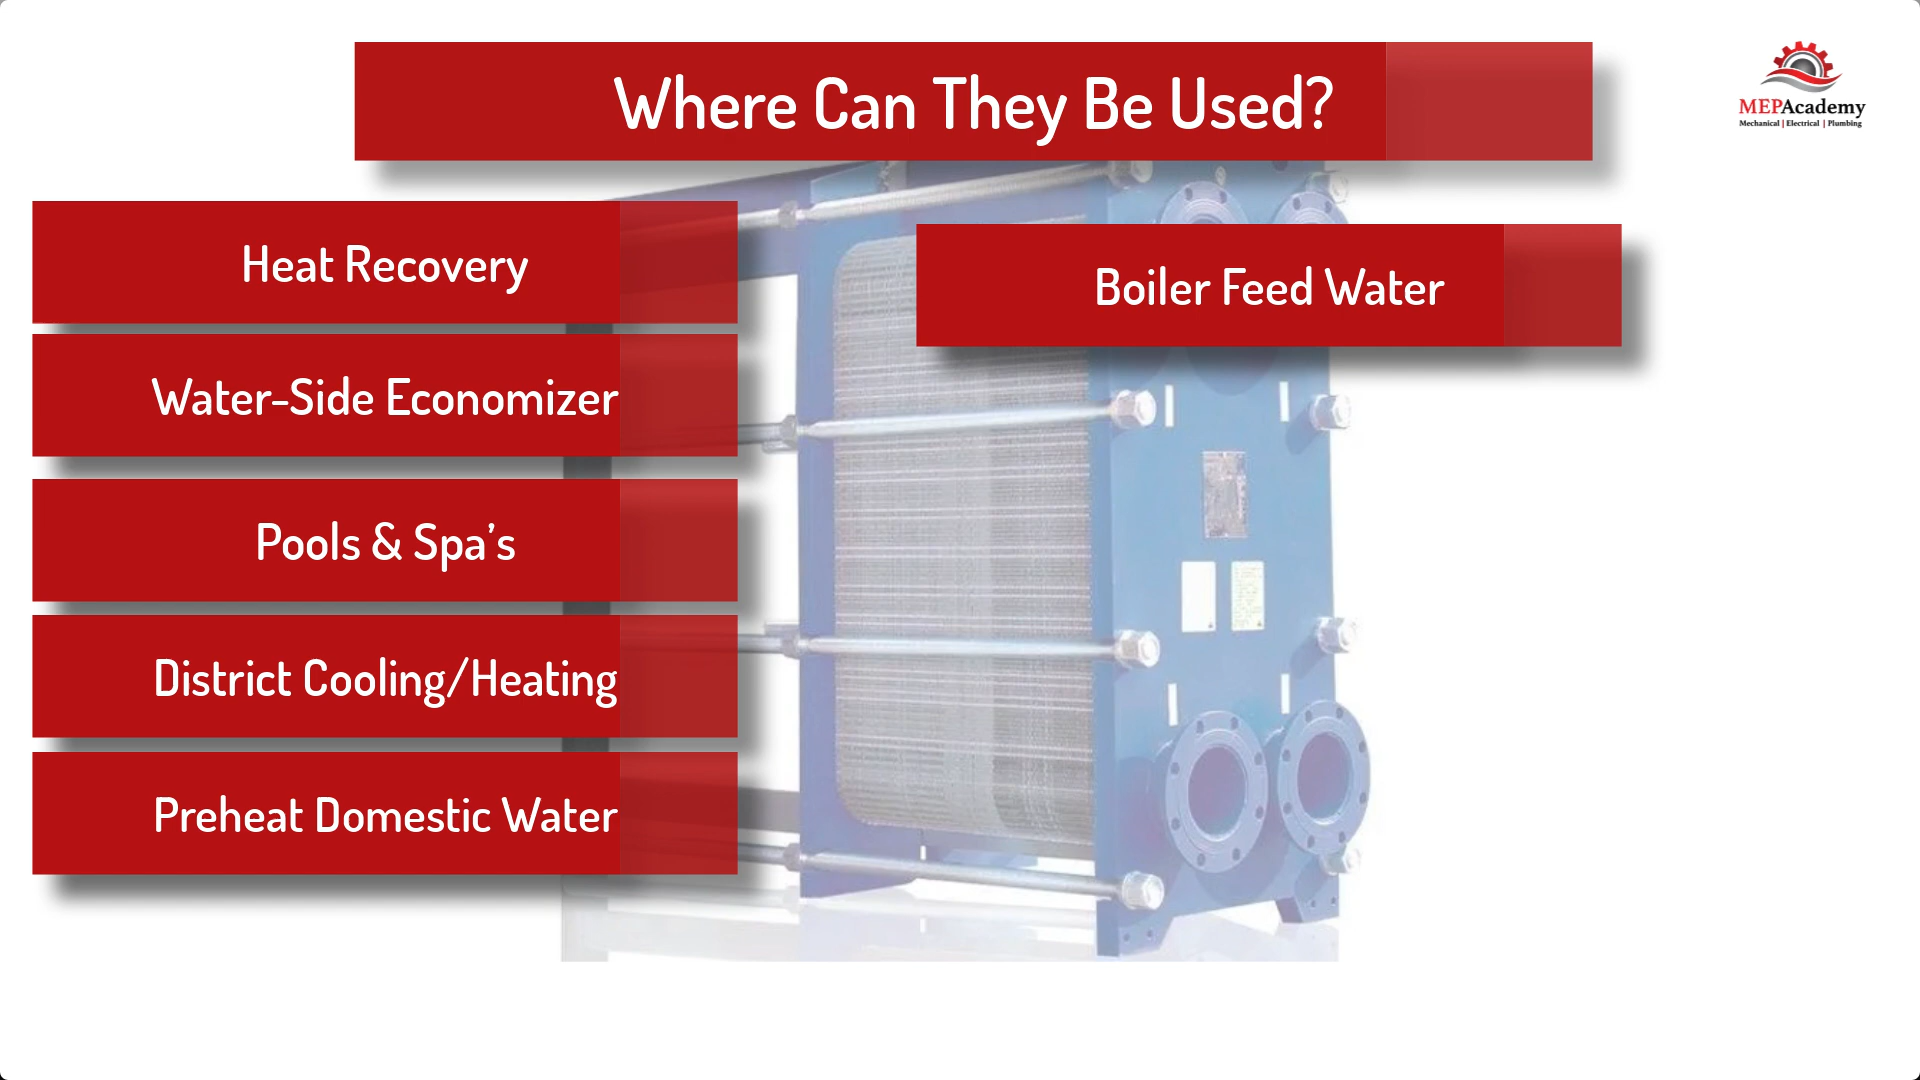 Where Can They Be Used?
MEPAcademy
Mechanical | Electrical | Plumbing
Heat Recovery
Water-Side Economizer
Pools & Spa's
District Cooling/Heating
Preheat Domestic Water
Boiler Feed Water